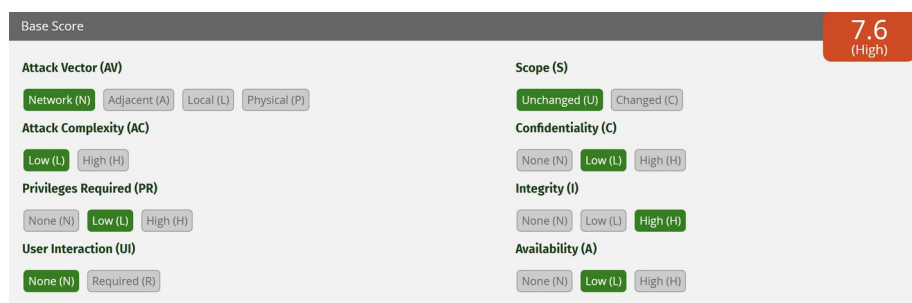 Base Score
7.6
(High)
Attack Vector (AV)
Network (N) Adjacent (A) Local (L) Physical (P)
Attack Complexity (AC)
Low (L) High (H)
Privileges Required (PR)
None (N) Low (L) High (H)
User Interaction (UI)
None (N) Required (R)
Scope (S)
Unchanged (U) Changed (C)
Confidentiality (C)
None (N) Low (L) High (H)
Integrity (I)
None (N) Low (L) High (H)
Availability (A)
None (N) Low (L) High (H)